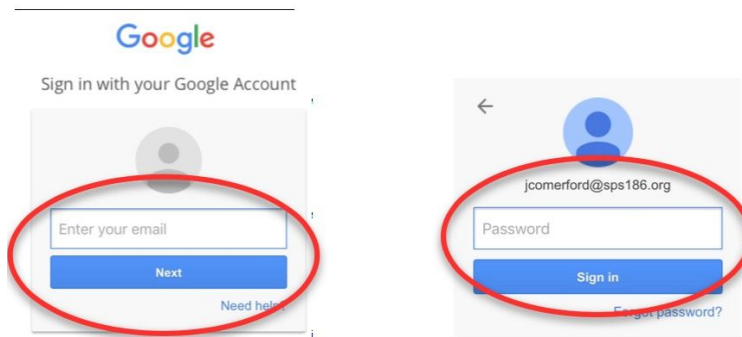 Google
Sign in with your Google Account
Enter your email
Next
Need help?
jcomerford@sps186.org
Password
Sign in
Forgot password?